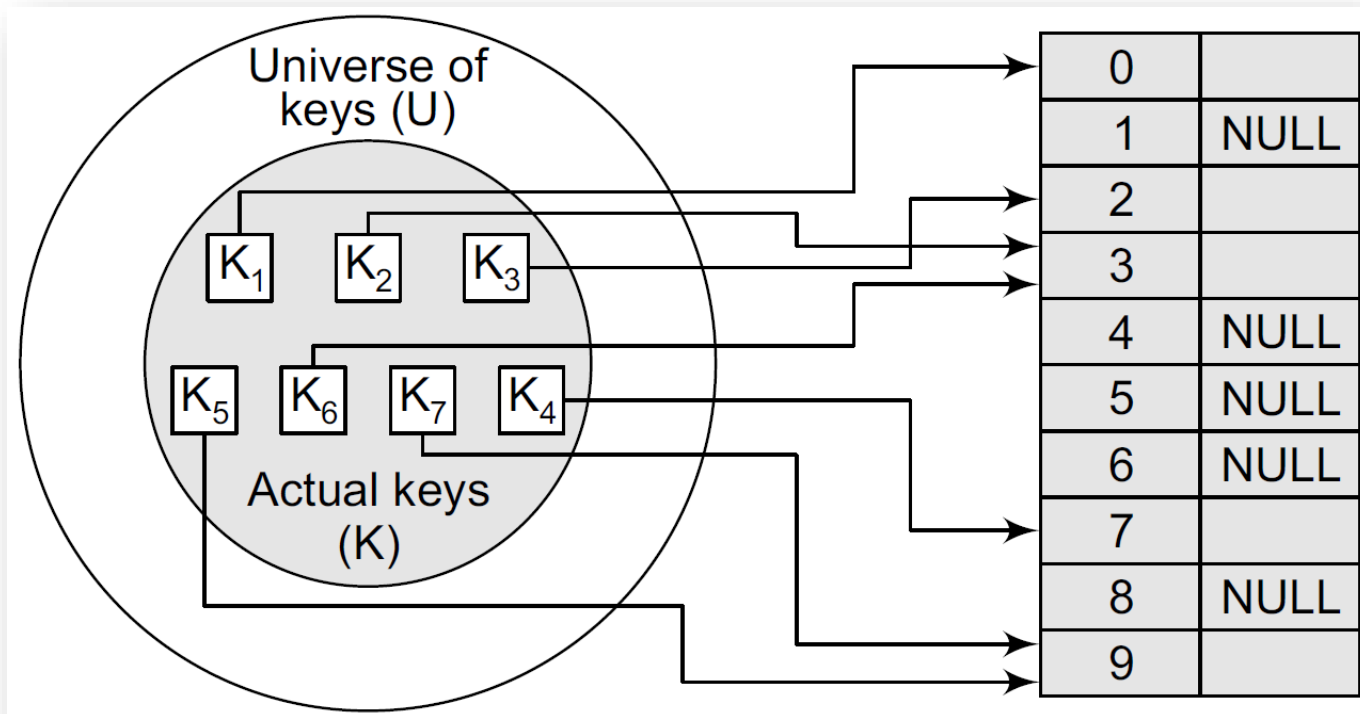 Universe of
keys (U)
K₁ K₂ K₃
K₅ K₆ K₇ K₄
Actual keys
(K)
0
1 NULL
2
3
4 NULL
5 NULL
6 NULL
7
8 NULL
9